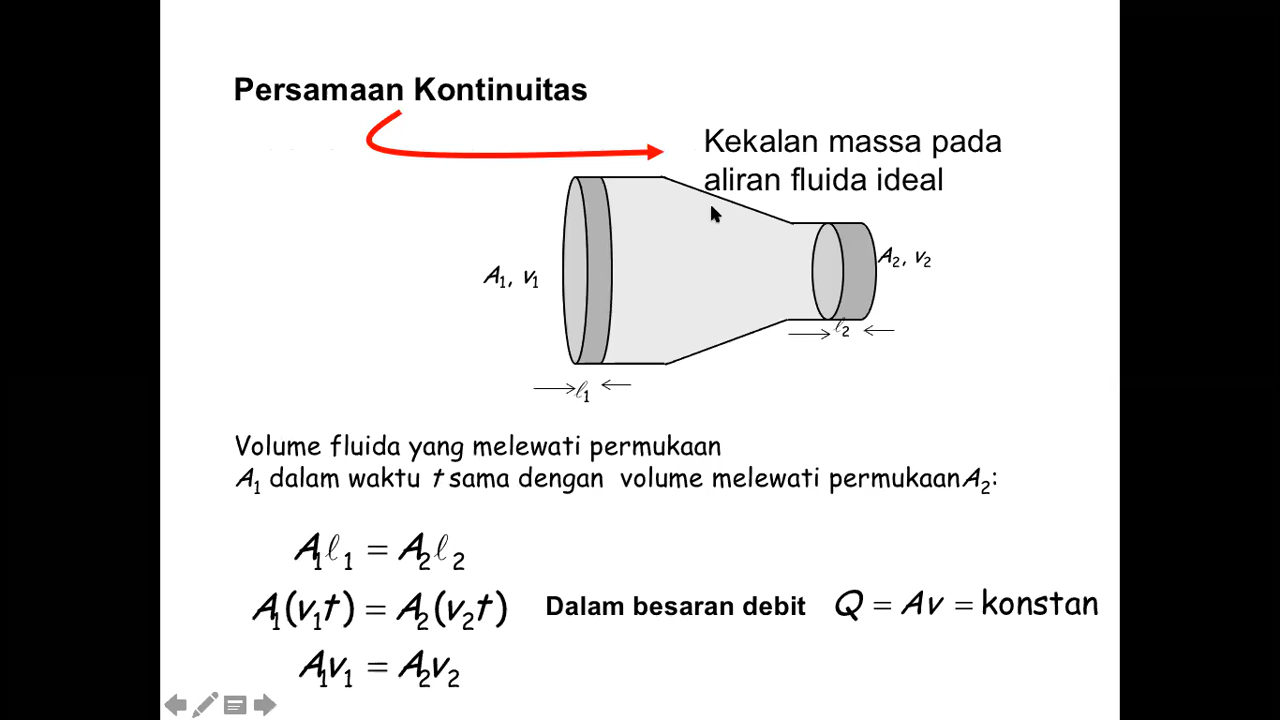 Persamaan Kontinuitas
Kekalan massa pada
aliran fluida ideal
A₁, v₁
A₂, v₂
ℓ₂
ℓ₁
Volume fluida yang melewati permukaan
A₁ dalam waktu t sama dengan volume melewati permukaanA₂:
A₁ℓ₁ = A₂ℓ₂
A₁(v₁t) = A₂(v₂t)
Dalam besaran debit
Q = Av = konstan
A₁v₁ = A₂v₂